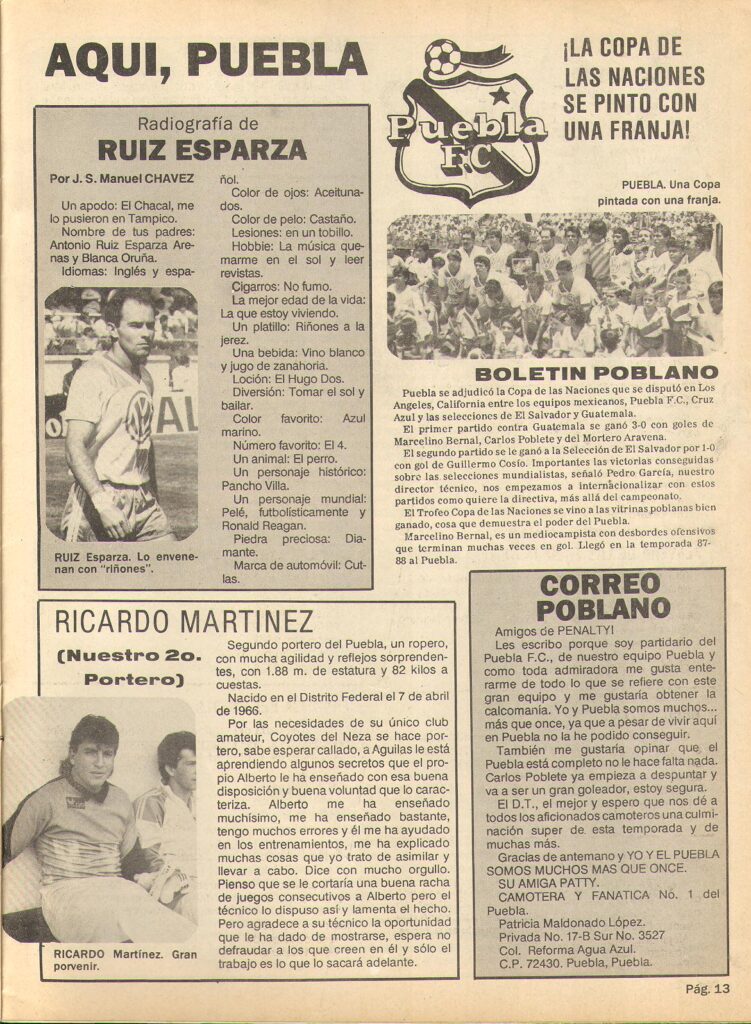 AQUI, PUEBLA
Radiografía de
RUIZ ESPARZA
Por J. S. Manuel CHAVEZ
Un apodo: El Chacal, me
lo pusieron en Tampico.
Nombre de tus padres:
Antonio Ruiz Esparza Are-
nas y Blanca Oruña.
Idiomas: Inglés y espa-
RUIZ Esparza. Lo envene-
nan con "riñones".
ñol.
Color de ojos: Aceituna-
dos.
Color de pelo: Castaño.
Lesiones: en un tobillo.
Hobbie: La música que-
marme en el sol y leer
revistas.
Cigarros: No fumo.
La mejor edad de la vida:
La que estoy viviendo.
Un platillo: Riñones a la
jerez.
Una bebida: Vino blanco
y jugo de zanahoria.
Loción: El Hugo Dos.
Diversión: Tomar el sol y
bailar.
Color favorito: Azul
marino.
Número favorito: El 4.
Un animal: El perro.
Un personaje histórico:
Pancho Villa.
Un personaje mundial:
Pelé, futbolísticamente y
Ronald Reagan.
Piedra preciosa: Dia-
mante.
Marca de automóvil: Cut-
las.
Puebla
F.C
¡LA COPA DE
LAS NACIONES
SE PINTO CON
UNA FRANJA!
PUEBLA. Una Copa
pintada con una franja.
BOLETIN POBLANO
Puebla se adjudicó la Copa de las Naciones que se disputó en Los
Angeles, California entre los equipos mexicanos, Puebla F.C., Cruz
Azul y las selecciones de El Salvador y Guatemala.
El primer partido contra Guatemala se ganó 3-0 con goles de
Marcelino Bernal, Carlos Poblete y del Mortero Aravena.
El segundo partido se le ganó a la Selección de El Salvador por 1-0
con gol de Guillermo Cosío. Importantes las victorias conseguidas
sobre las selecciones mundialistas, señaló Pedro García, nuestro
director técnico, nos empezamos a internacionalizar con estos
partidos como quiere la directiva, más allá del campeonato.
El Trofeo Copa de las Naciones se vino a las vitrinas poblanas bien
ganado, cosa que demuestra el poder del Puebla.
Marcelino Bernal, es un mediocampista con desbordes ofensivos
que terminan muchas veces en gol. Llegó en la temporada 87-
88 al Puebla.
RICARDO MARTINEZ
(Nuestro 2o.
Portero)
RICARDO Martínez. Gran
porvenir.
Segundo portero del Puebla, un ropero,
con mucha agilidad y reflejos sorprenden-
tes, con 1.88 m. de estatura y 82 kilos a
cuestas.
Nacido en el Distrito Federal el 7 de abril
de 1966.
Por las necesidades de su único club
amateur, Coyotes del Neza se hace por-
tero, sabe esperar callado, a Aguilas le está
aprendiendo algunos secretos que el pro-
pio Alberto le ha enseñado con esa buena
disposición y buena voluntad que lo carac-
teriza. Alberto me ha enseñado
muchísimo, me ha enseñado bastante,
tengo muchos errores y él me ha ayudado
en los entrenamientos, me ha explicado
muchas cosas que yo trato de asimilar y
llevar a cabo. Dice con mucho orgullo.
Pienso que se le cortaría una buena racha
de juegos consecutivos a Alberto pero el
técnico lo dispuso así y lamenta el hecho.
Pero agradece a su técnico la oportunidad
que le ha dado de mostrarse, espera no
defraudar a los que creen en él y sólo el
trabajo es lo que lo sacará adelante.
CORREO
POBLANO
Amigos de PENALTY!
Les escribo porque soy partidario del
Puebla F.C., de nuestro equipo Puebla y
como toda admiradora me gusta ente-
rarme de todo lo que se refiere con este
gran equipo y me gustaría obtener la
calcomanía. Yo y Puebla somos muchos...
más que once, ya que a pesar de vivir aquí
en Puebla no la he podido conseguir.
También me gustaría opinar que el
Puebla está completo no le hace falta nada.
Carlos Poblete ya empieza a despuntar y
va a ser un gran goleador, estoy segura.
El D.T., el mejor y espero que nos dé a
todos los aficionados camoteros una culmi-
nación super de esta temporada y de
muchas más.
Gracias de antemano y YO Y EL PUEBLA
SOMOS MUCHOS MAS QUE ONCE.
SU AMIGA PATTY.
CAMOTERA Y FANATICA No. 1 del
Puebla.
Patricia Maldonado López.
Privada No. 17-B Sur No. 3527
Col. Reforma Agua Azul.
C.P. 72430. Puebla, Puebla.
Pág. 13